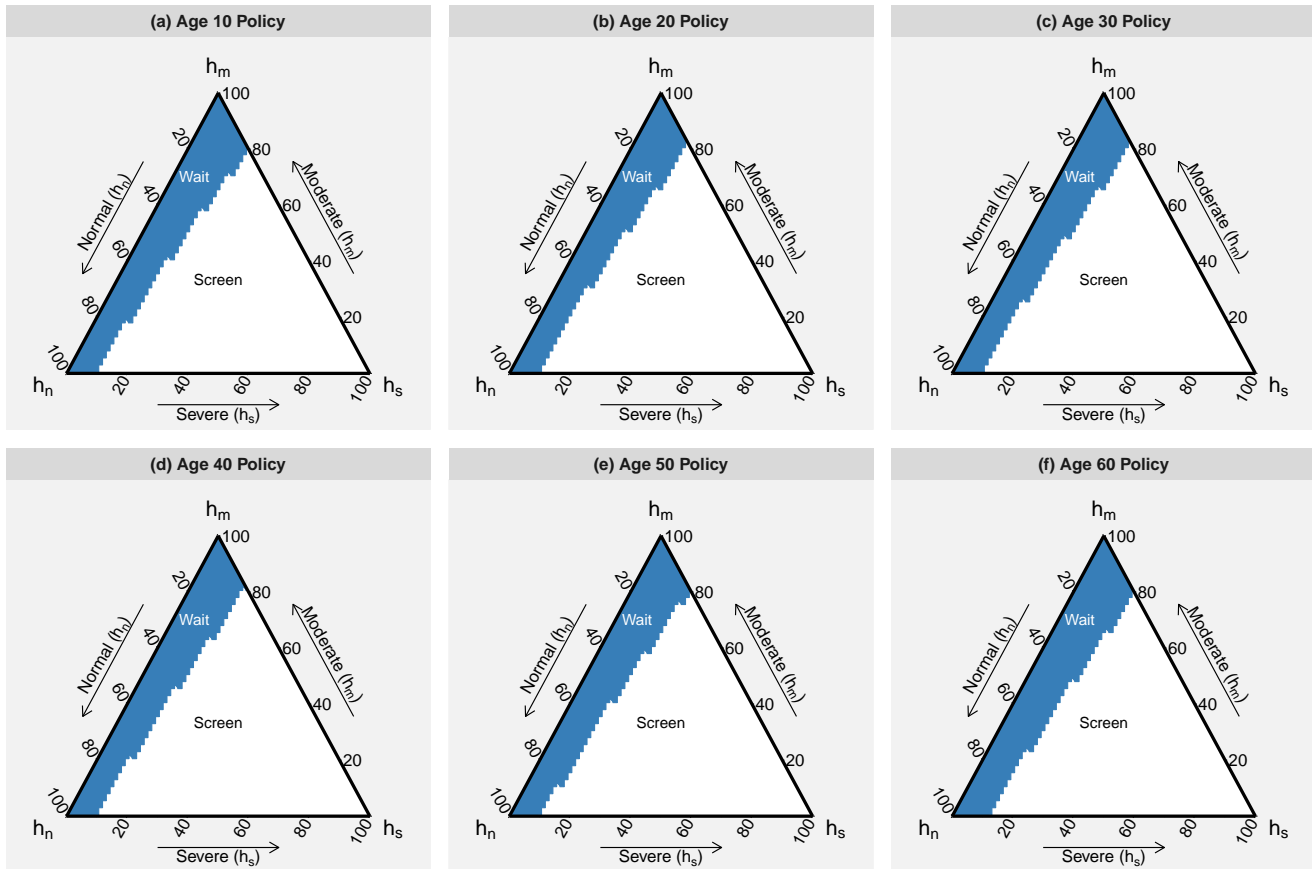 (a) Age 10 Policy
h_m
100
20
80
Wait
Normal (h_n)
Moderate (h_m)
40
60
60
40
Screen
80
20
100
h_n
20
40
60
80
100
h_s
Severe (h_s)
(b) Age 20 Policy
h_m
100
20
80
Wait
Normal (h_n)
Moderate (h_m)
40
60
60
40
Screen
80
20
100
h_n
20
40
60
80
100
h_s
Severe (h_s)
(c) Age 30 Policy
h_m
100
20
80
Wait
Normal (h_n)
Moderate (h_m)
40
60
60
40
Screen
80
20
100
h_n
20
40
60
80
100
h_s
Severe (h_s)
(d) Age 40 Policy
h_m
100
20
80
Wait
Normal (h_n)
Moderate (h_m)
40
60
60
40
Screen
80
20
100
h_n
20
40
60
80
100
h_s
Severe (h_s)
(e) Age 50 Policy
h_m
100
20
80
Wait
Normal (h_n)
Moderate (h_m)
40
60
60
40
Screen
80
20
100
h_n
20
40
60
80
100
h_s
Severe (h_s)
(f) Age 60 Policy
h_m
100
20
80
Wait
Normal (h_n)
Moderate (h_m)
40
60
60
40
Screen
80
20
100
h_n
20
40
60
80
100
h_s
Severe (h_s)